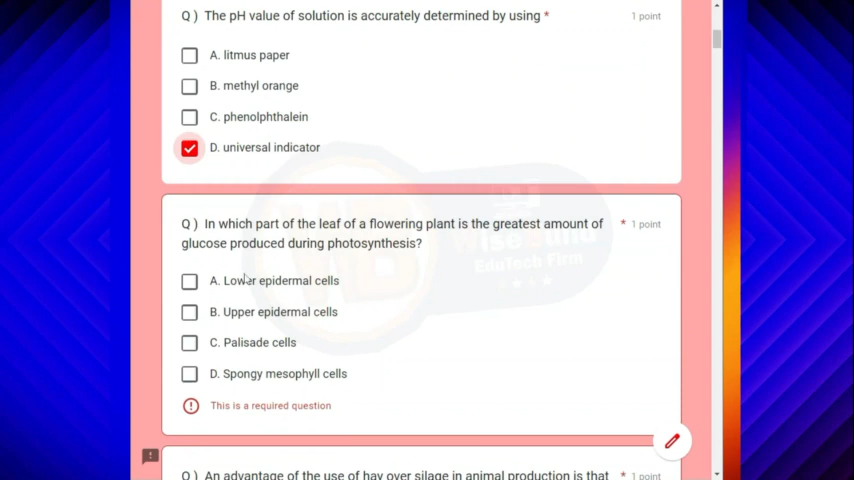 Q ) The pH value of solution is accurately determined by using * 1 point
A. litmus paper
B. methyl orange
C. phenolphthalein
D. universal indicator
Q ) In which part of the leaf of a flowering plant is the greatest amount of * 1 point
glucose produced during photosynthesis?
WiseBuild
EduTech Firm
A. Lower epidermal cells
B. Upper epidermal cells
C. Palisade cells
D. Spongy mesophyll cells
This is a required question
Q ) An advantage of the use of hay over silage in animal production is that * 1 point